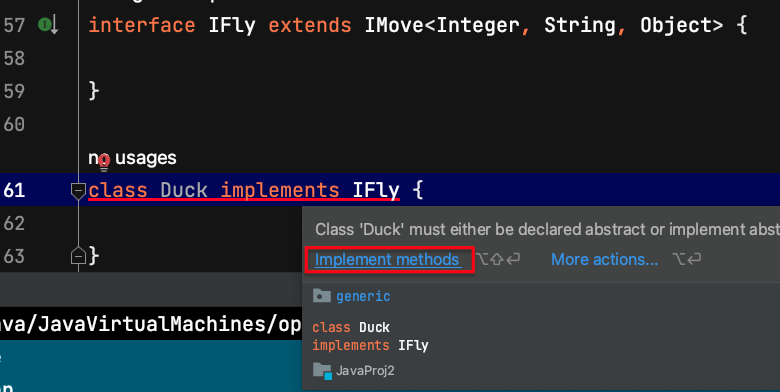 57 interface IFly extends IMove<Integer, String, Object> {
58
59 }
60
no usages
61 class Duck implements IFly {
62
63 }
Class 'Duck' must either be declared abstract or implement abst
Implement methods ⌥⇧⏎ More actions... ⌥⏎
generic
class Duck
implements IFly
JavaProj2
ava/JavaVirtualMachines/op